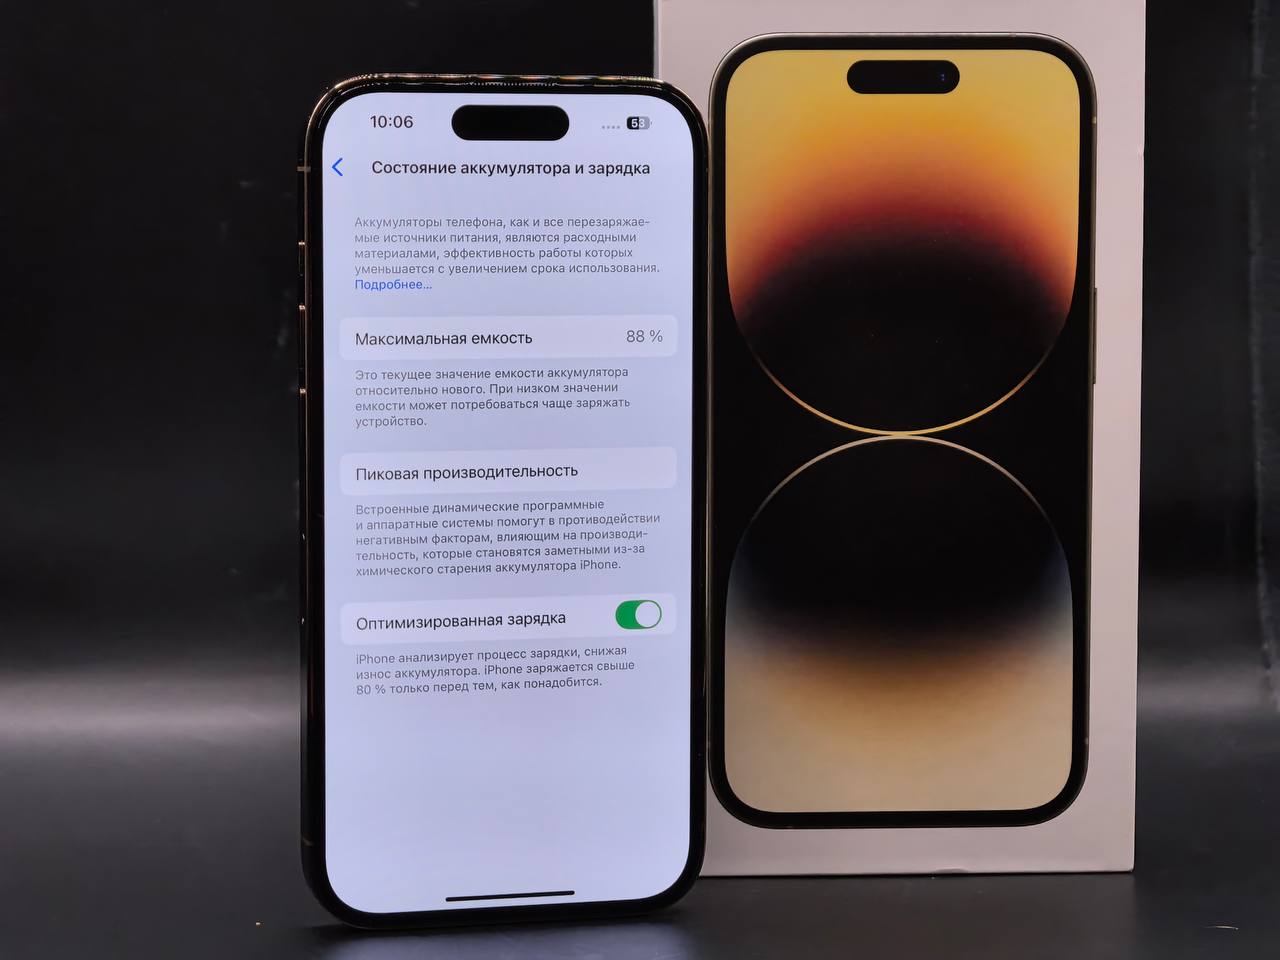 10:06
53
Состояние аккумулятора и зарядка
Аккумуляторы телефона, как и все перезаряжае-
мые источники питания, являются расходными
материалами, эффективность работы которых
уменьшается с увеличением срока использования.
Подробнее...
Максимальная емкость 88 %
Это текущее значение емкости аккумулятора
относительно нового. При низком значении
емкости может потребоваться чаще заряжать
устройство.
Пиковая производительность
Встроенные динамические программные
и аппаратные системы помогут в противодействии
негативным факторам, влияющим на производи-
тельность, которые становятся заметными из-за
химического старения аккумулятора iPhone.
Оптимизированная зарядка
iPhone анализирует процесс зарядки, снижая
износ аккумулятора. iPhone заряжается свыше
80 % только перед тем, как понадобится.